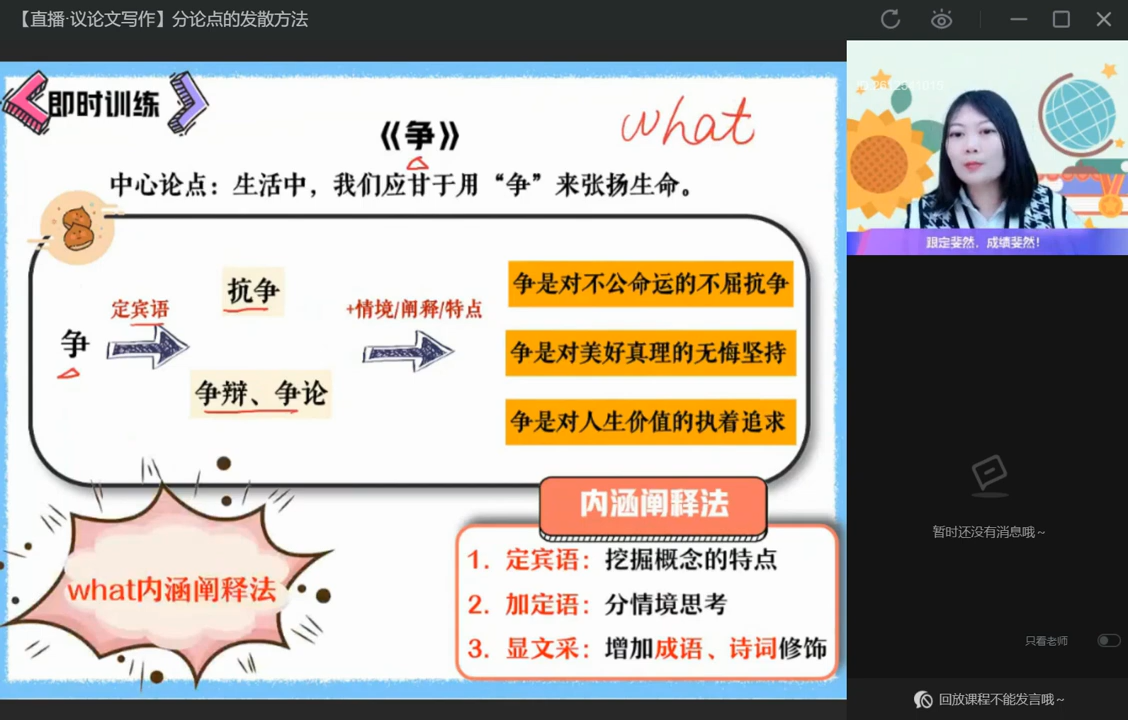 【直播·议论文写作】分论点的发散方法
即时训练
《争》
what
中心论点：生活中，我们应甘于用“争”来张扬生命。
争
定宾语
抗争
争辩、争论
+情境/阐释/特点
争是对不公命运的不屈抗争
争是对美好真理的无悔坚持
争是对人生价值的执着追求
what内涵阐释法
内涵阐释法
1. 定宾语：挖掘概念的特点
2. 加定语：分情境思考
3. 显文采：增加成语、诗词修饰
跟定斐然，成绩斐然！
暂时还没有消息哦~
只看老师
回放课程不能发言哦~